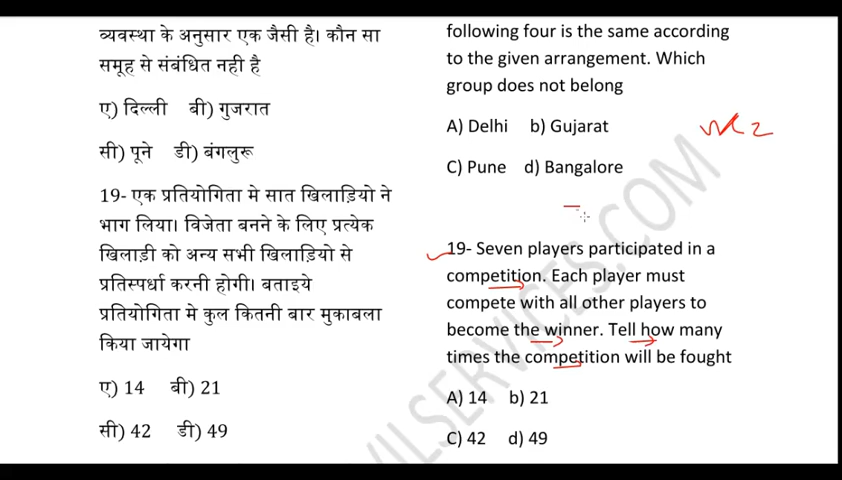 व्यवस्था के अनुसार एक जैसी है। कौन सा
समूह से संबंधित नही है
ए) दिल्ली बी) गुजरात
सी) पूने डी) बंगलुरू
19- एक प्रतियोगिता मे सात खिलाड़ियो ने
भाग लिया। विजेता बनने के लिए प्रत्येक
खिलाडी को अन्य सभी खिलाडियो से
प्रतिस्पर्धा करनी होगी। बताइये
प्रतियोगिता मे कुल कितनी बार मुकाबला
किया जायेगा
ए) 14 बी) 21
सी) 42 डी) 49
following four is the same according
to the given arrangement. Which
group does not belong
A) Delhi b) Gujarat
C) Pune d) Bangalore
19- Seven players participated in a
competition. Each player must
compete with all other players to
become the winner. Tell how many
times the competition will be fought
A) 14 b) 21
C) 42 d) 49
VILSERVICES.COM